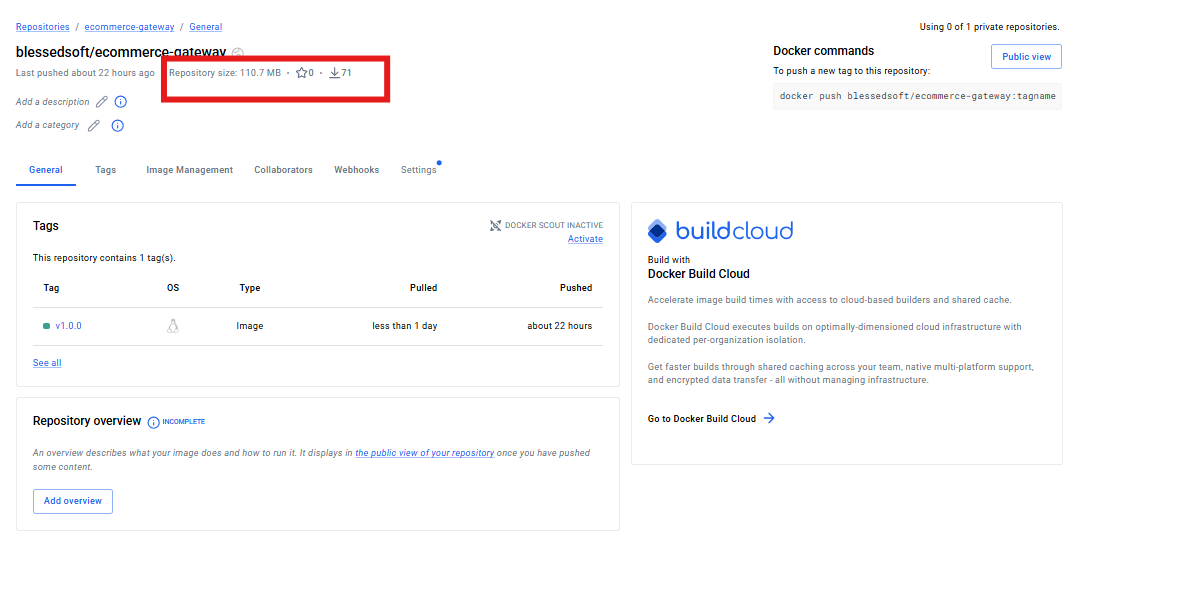 Repositories / ecommerce-gateway / General
Using 0 of 1 private repositories.
blessedsoft/ecommerce-gateway
Last pushed about 22 hours ago Repository size: 110.7 MB · 0 · 71
Add a description
Add a category
Docker commands
Public view
To push a new tag to this repository:
docker push blessedsoft/ecommerce-gateway:tagname
General Tags Image Management Collaborators Webhooks Settings
Tags
DOCKER SCOUT INACTIVE
Activate
This repository contains 1 tag(s).
Tag OS Type Pulled Pushed
v1.0.0 Image less than 1 day about 22 hours
See all
Repository overview INCOMPLETE
An overview describes what your image does and how to run it. It displays in the public view of your repository once you have pushed
some content.
Add overview
buildcloud
Build with
Docker Build Cloud
Accelerate image build times with access to cloud-based builders and shared cache.
Docker Build Cloud executes builds on optimally-dimensioned cloud infrastructure with
dedicated per-organization isolation.
Get faster builds through shared caching across your team, native multi-platform support,
and encrypted data transfer - all without managing infrastructure.
Go to Docker Build Cloud